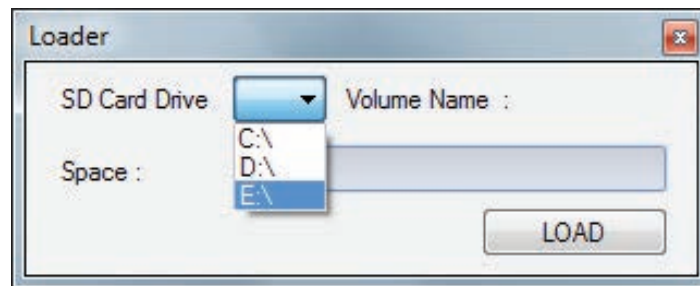 Loader
SD Card Drive
Volume Name :
C:\
D:\
E:\
Space :
LOAD